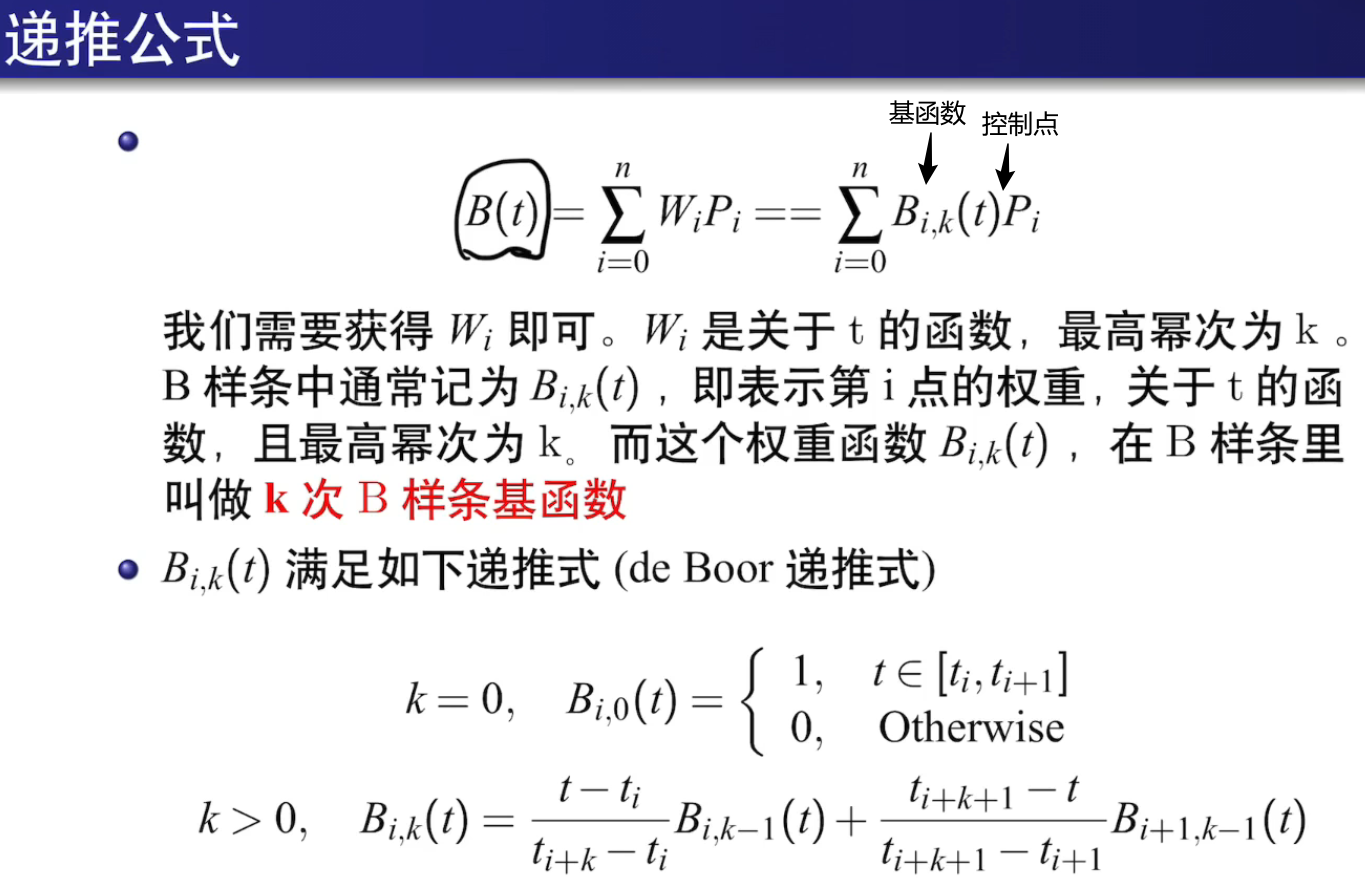 递推公式
基函数 控制点
B(t) = \sum_{i=0}^{n} W_i P_i == \sum_{i=0}^{n} B_{i,k}(t) P_i
我们需要获得 W_i 即可。W_i 是关于 t 的函数，最高幂次为 k 。
B 样条中通常记为 B_{i,k}(t) ，即表示第 i 点的权重，关于 t 的函
数，且最高幂次为 k。 而这个权重函数 B_{i,k}(t) ，在 B 样条里
叫做 k 次 B 样条基函数
B_{i,k}(t) 满足如下递推式 (de Boor 递推式)
k = 0, B_{i,0}(t) = \begin{cases} 1, & t \in [t_i, t_{i+1}] \\ 0, & \text{Otherwise} \end{cases}
k > 0, B_{i,k}(t) = \frac{t - t_i}{t_{i+k} - t_i} B_{i,k-1}(t) + \frac{t_{i+k+1} - t}{t_{i+k+1} - t_{i+1}} B_{i+1,k-1}(t)